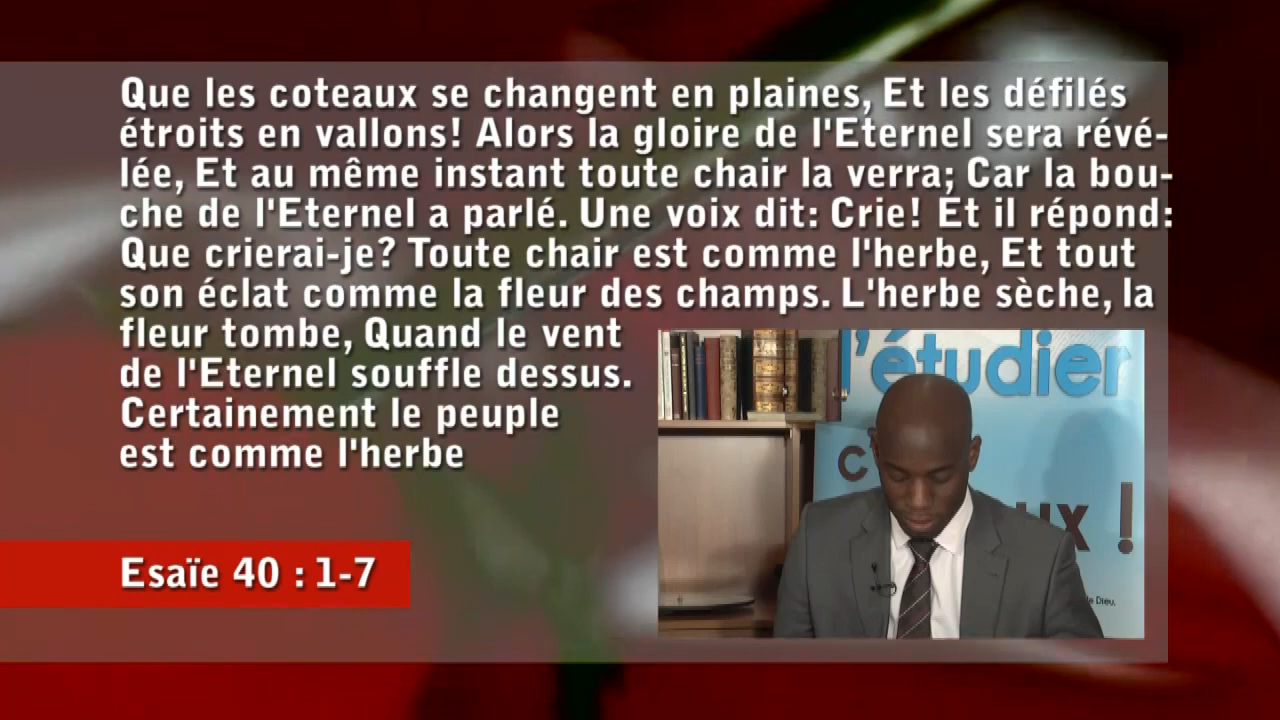 Que les coteaux se changent en plaines, Et les défilés
étroits en vallons! Alors la gloire de l'Eternel sera révé-
lée, Et au même instant toute chair la verra; Car la bou-
che de l'Eternel a parlé. Une voix dit: Crie! Et il répond:
Que crierai-je? Toute chair est comme l'herbe, Et tout
son éclat comme la fleur des champs. L'herbe sèche, la
fleur tombe, Quand le vent
de l'Eternel souffle dessus.
Certainement le peuple
est comme l'herbe
Esaïe 40 : 1-7
l'étudier
!
de Dieu.